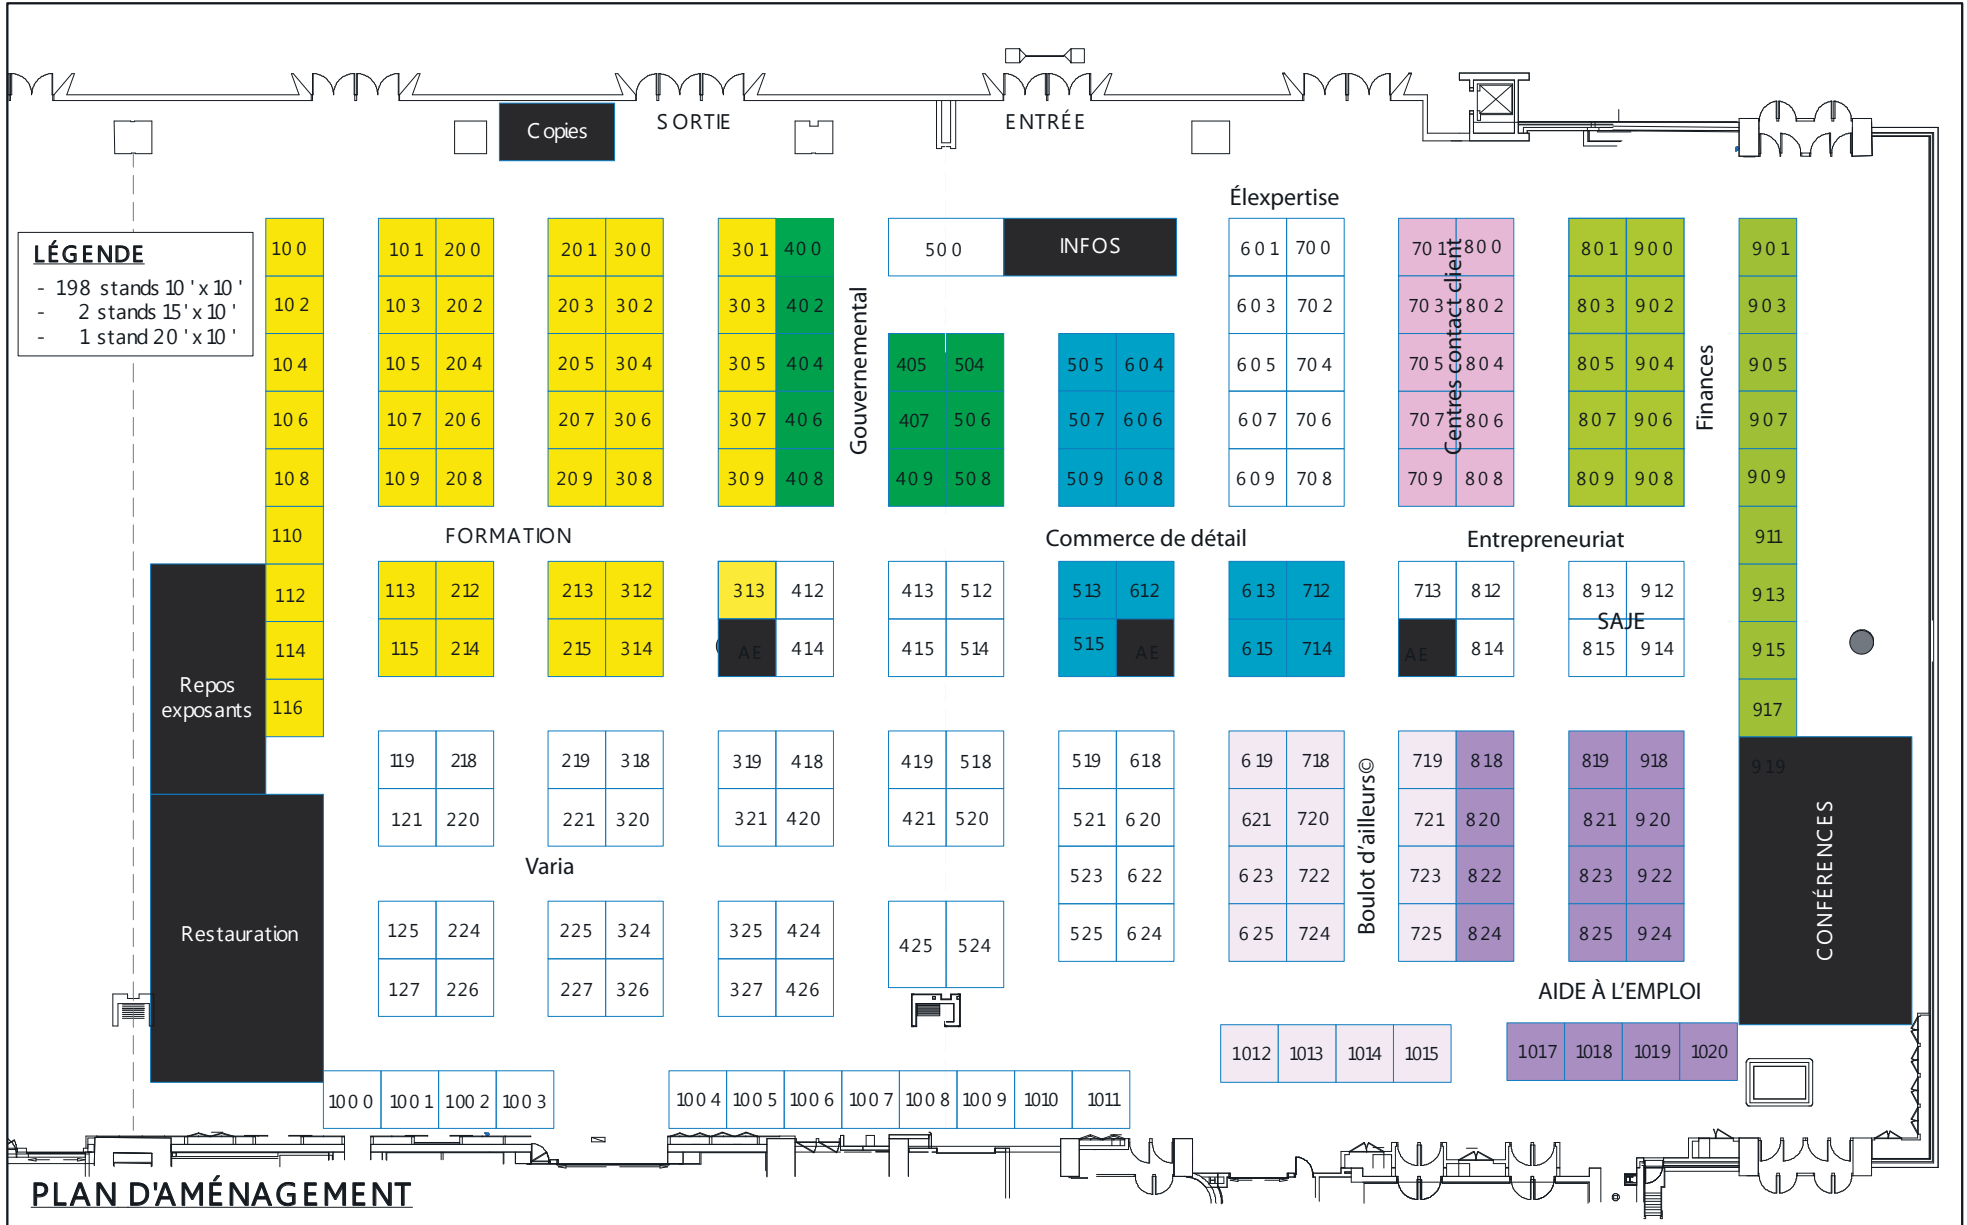 Copies
SORTIE
ENTRÉE
Élexpertise
LÉGENDE
- 198 stands 10'x10'
- 2 stands 15'x10'
- 1 stand 20'x10'
100 101 200 201 300 301 400 500 INFOS 601 700 701 800 801 900 901
102 103 202 203 302 303 402 603 702 703 802 803 902 903
104 105 204 205 304 305 404 405 504 505 604 605 704 705 804 805 904 905
106 107 206 207 306 307 406 407 506 507 606 607 706 707 806 807 906 907
108 109 208 209 308 309 408 409 508 509 608 609 708 709 808 809 908 909
Gouvernemental
Centres contact client
Finances
110 911
FORMATION
Commerce de détail
Entrepreneuriat
112 113 212 213 312 313 412 413 512 513 612 613 712 713 812 813 912 913
SAJE
114 115 214 215 314 AE 414 415 514 515 AE 615 714 AE 814 815 914 915
Repos
exposants
116 917
119 218 219 318 319 418 419 518 519 618 619 718 719 818 819 918 919
121 220 221 320 321 420 421 520 521 620 621 720 721 820 821 920
Boulot d'ailleurs©
Varia
523 622 623 722 723 822 823 922
CONFÉRENCES
Restauration
125 224 225 324 325 424 425 524 525 624 625 724 725 824 825 924
127 226 227 326 327 426
AIDE À L'EMPLOI
1012 1013 1014 1015 1017 1018 1019 1020
1000 1001 1002 1003 1004 1005 1006 1007 1008 1009 1010 1011
PLAN D'AMÉNAGEMENT